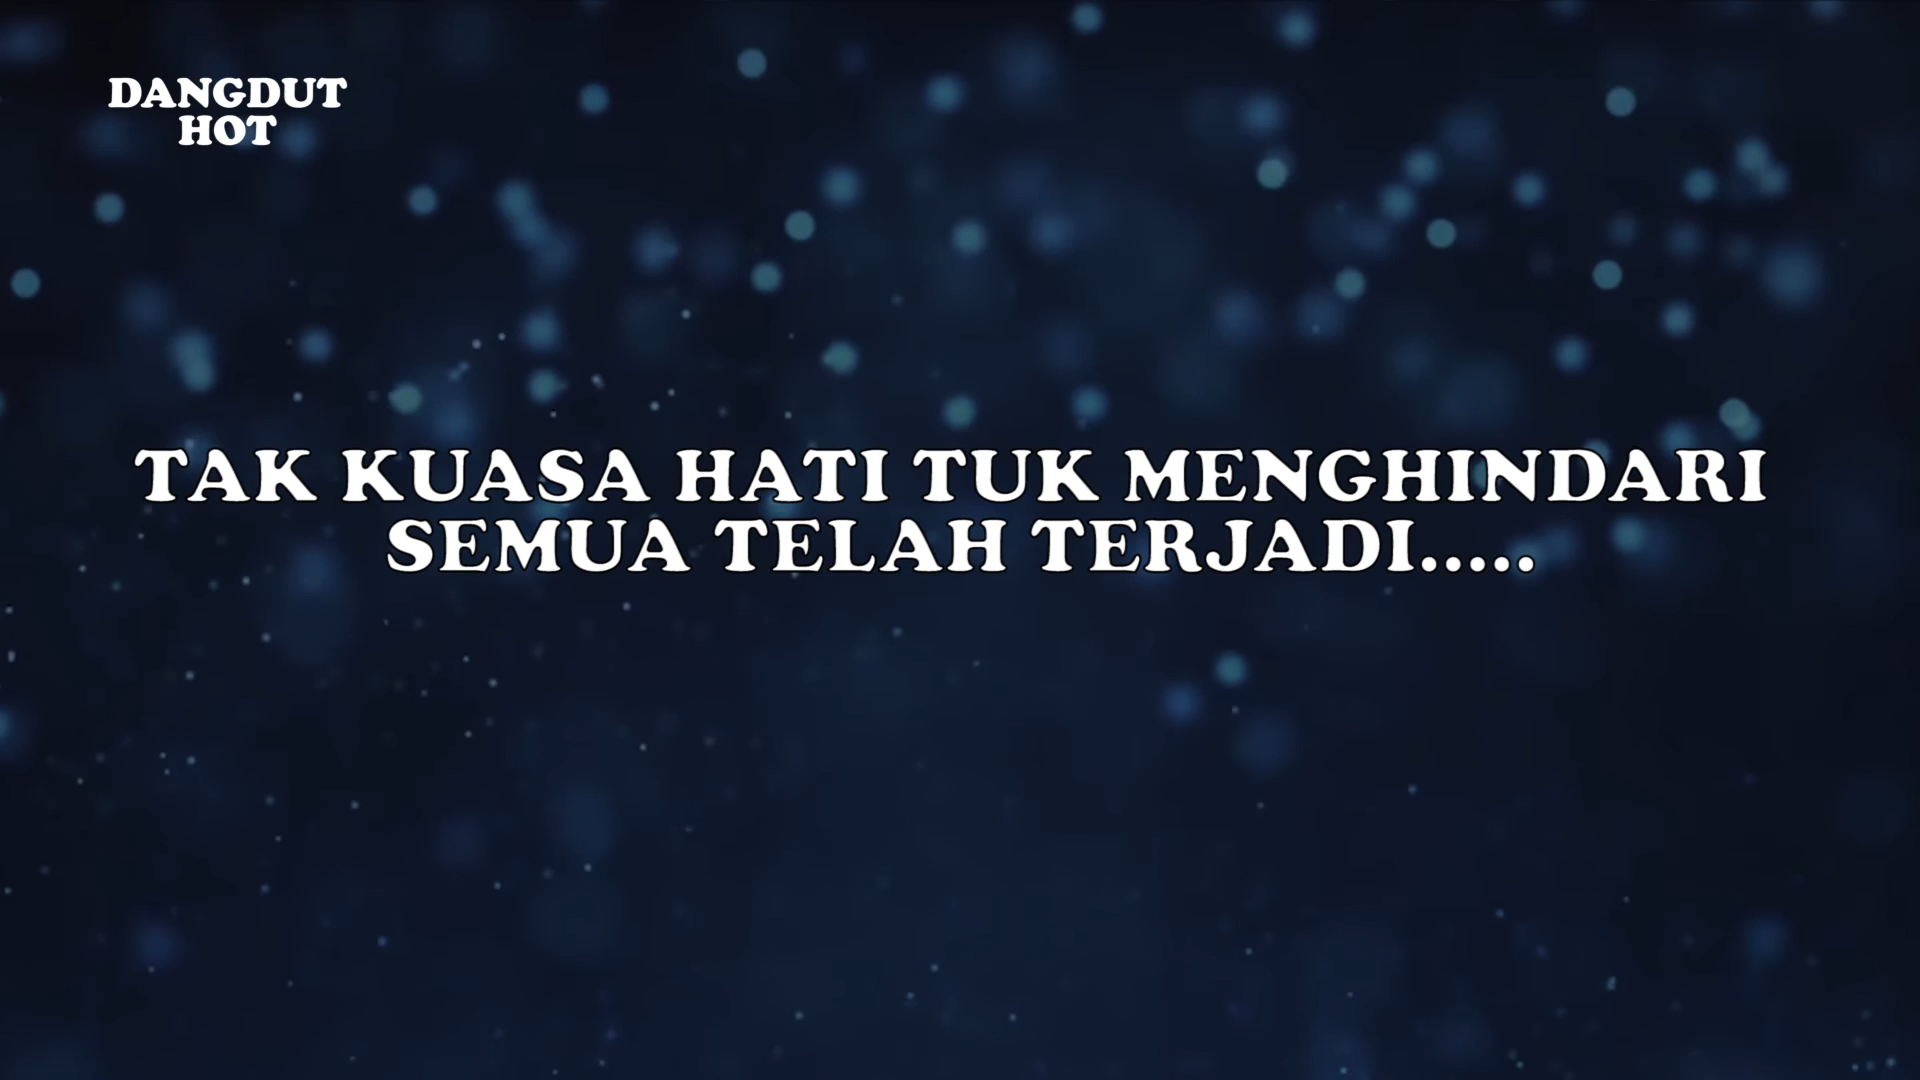 DANGDUT
HOT
TAK KUASA HATI TUK MENGHINDARI
SEMUA TELAH TERJADI.....